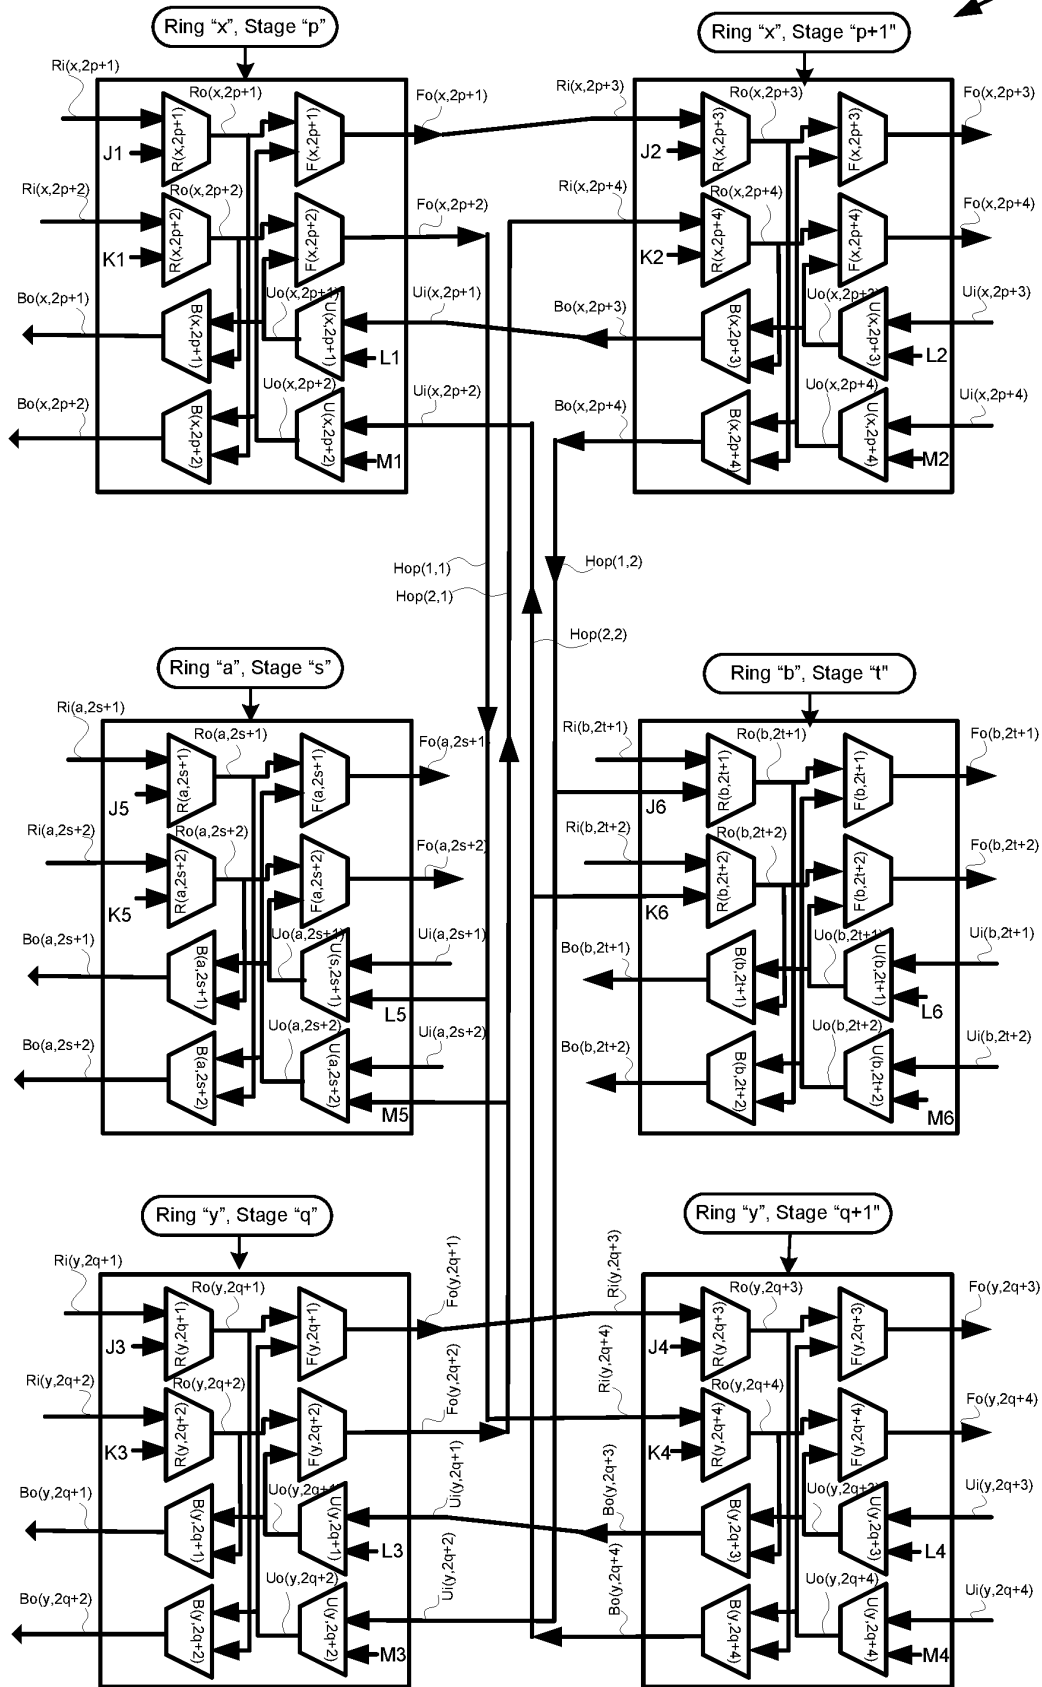 Ring “x”, Stage “p”
Ring “x”, Stage “p+1"
Ri(x,2p+1)
Ro(x,2p+1)
Fo(x,2p+1)
R(x,2p+1)
F(x,2p+1)
J1
Ri(x,2p+2)
Ro(x,2p+2)
Fo(x,2p+2)
R(x,2p+2)
F(x,2p+2)
K1
Bo(x,2p+1)
Uo(x,2p+1)
Ui(x,2p+1)
B(x,2p+1)
U(x,2p+1)
L1
Bo(x,2p+2)
Uo(x,2p+2)
Ui(x,2p+2)
B(x,2p+2)
U(x,2p+2)
M1
Ri(x,2p+3)
Ro(x,2p+3)
Fo(x,2p+3)
R(x,2p+3)
F(x,2p+3)
J2
Ri(x,2p+4)
Ro(x,2p+4)
Fo(x,2p+4)
R(x,2p+4)
F(x,2p+4)
K2
Bo(x,2p+3)
Uo(x,2p+3)
Ui(x,2p+3)
B(x,2p+3)
U(x,2p+3)
L2
Bo(x,2p+4)
Uo(x,2p+4)
Ui(x,2p+4)
B(x,2p+4)
U(x,2p+4)
M2
Hop(1,1)
Hop(1,2)
Hop(2,1)
Hop(2,2)
Ring “a”, Stage “s”
Ring “b”, Stage “t"
Ri(a,2s+1)
Ro(a,2s+1)
Fo(a,2s+1)
R(a,2s+1)
F(a,2s+1)
J5
Ri(a,2s+2)
Ro(a,2s+2)
Fo(a,2s+2)
R(a,2s+2)
F(a,2s+2)
K5
Bo(a,2s+1)
Uo(a,2s+1)
Ui(a,2s+1)
B(a,2s+1)
U(s,2s+1)
L5
Bo(a,2s+2)
Uo(a,2s+2)
Ui(a,2s+2)
B(a,2s+2)
U(a,2s+2)
M5
Ri(b,2t+1)
Ro(b,2t+1)
Fo(b,2t+1)
R(b,2t+1)
F(b,2t+1)
J6
Ri(b,2t+2)
Ro(b,2t+2)
Fo(b,2t+2)
R(b,2t+2)
F(b,2t+2)
K6
Bo(b,2t+1)
Uo(b,2t+1)
Ui(b,2t+1)
B(b,2t+1)
U(b,2t+1)
L6
Bo(b,2t+2)
Uo(b,2t+2)
Ui(b,2t+2)
B(b,2t+2)
U(b,2t+2)
M6
Ring “y”, Stage “q”
Ring “y”, Stage “q+1"
Ri(y,2q+1)
Ro(y,2q+1)
Fo(y,2q+1)
R(y,2q+1)
F(y,2q+1)
J3
Ri(y,2q+2)
Ro(y,2q+2)
Fo(y,2q+2)
R(y,2q+2)
F(y,2q+2)
K3
Bo(y,2q+1)
Uo(y,2q+1
Ui(y,2q+1)
B(y,2q+1)
U(y,2q+1)
L3
Bo(y,2q+2)
Uo(y,2q+2)
Ui(y,2q+2)
B(y,2q+2)
U(y,2q+2)
M3
Ri(y,2q+3)
Ro(y,2q+3)
Fo(y,2q+3)
R(y,2q+3)
F(y,2q+3)
J4
Ri(y,2q+4)
Ro(y,2q+4)
Fo(y,2q+4)
R(y,2q+4)
F(y,2q+4)
K4
Bo(y,2q+3)
Uo(y,2q+3)
Ui(y,2q+3)
B(y,2q+3)
U(y,2q+3)
L4
Bo(y,2q+4)
Uo(y,2q+4)
Ui(y,2q+4)
B(y,2q+4)
U(y,2q+4)
M4